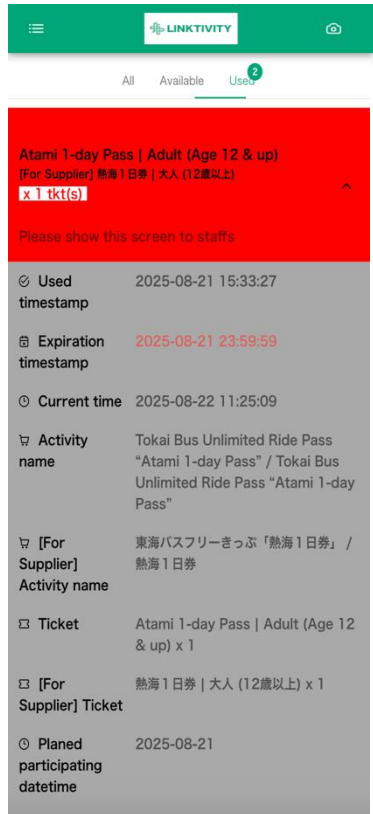 LINKTIVITY
All Available Used 2
Atami 1-day Pass | Adult (Age 12 & up)
[For Supplier] 熱海1日券 | 大人 (12歳以上)
x 1 tkt(s)
Please show this screen to staffs
Used 2025-08-21 15:33:27
timestamp
Expiration 2025-08-21 23:59:59
timestamp
Current time 2025-08-22 11:25:09
Activity Tokai Bus Unlimited Ride Pass
name “Atami 1-day Pass” / Tokai Bus
Unlimited Ride Pass “Atami 1-day
Pass”
[For 東海バスフリーきっぷ「熱海1日券」 /
Supplier] 熱海1日券
Activity name
Ticket Atami 1-day Pass | Adult (Age 12
& up) x 1
[For 熱海1日券 | 大人 (12歳以上) x 1
Supplier] Ticket
Planed 2025-08-21
participating
datetime